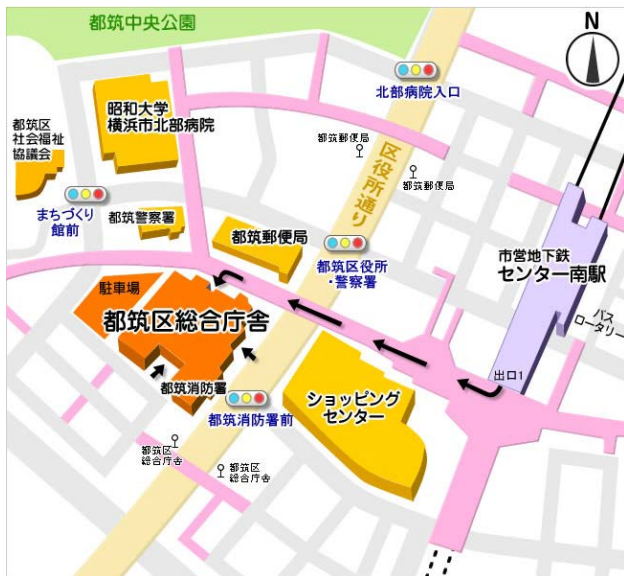 都筑中央公園
N
北部病院入口
昭和大学
横浜市北部病院
都筑区
社会福祉
協議会
都筑郵便局
都筑郵便局
区役所通り
まちづくり
館前
都筑警察署
都筑郵便局
都筑区役所
・警察署
市営地下鉄
センター南駅
バス
ロータリー
駐車場
都筑区総合庁舎
出口1
都筑消防署
ショッピング
センター
都筑消防署前
都筑区
総合庁舎
都筑区
総合庁舎